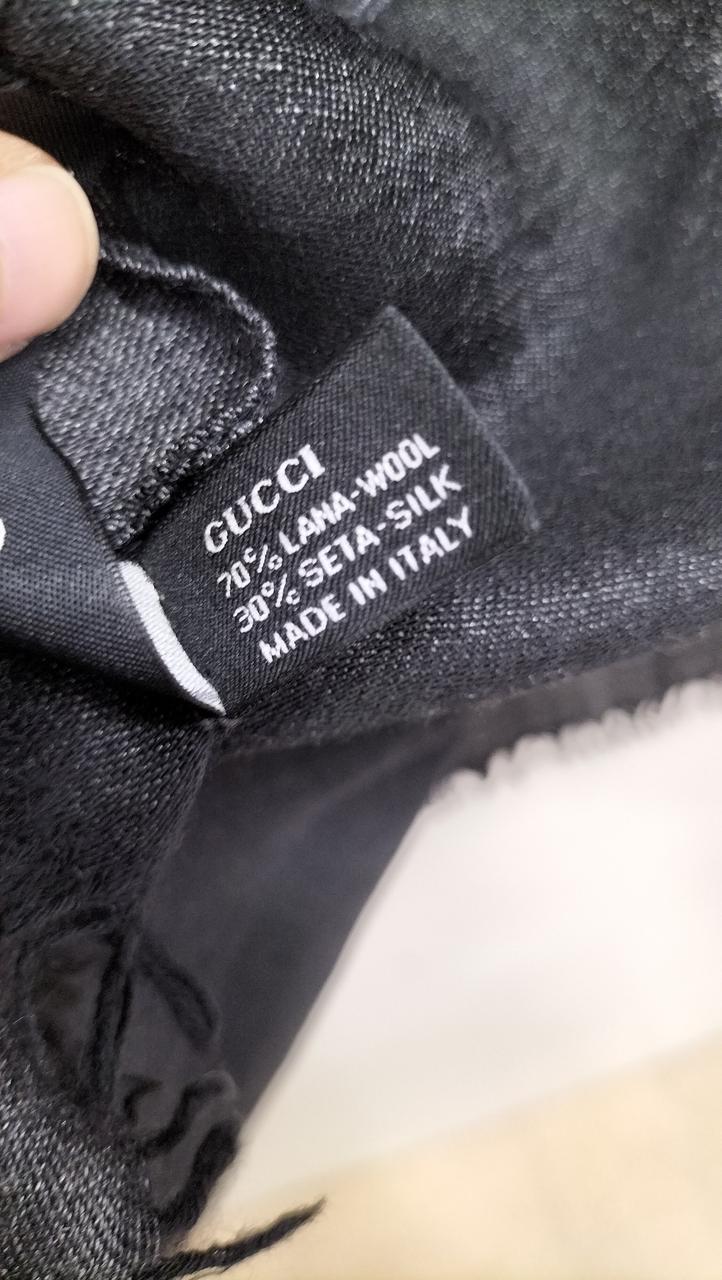 GUCCI
70% LANA-WOOL
30% SETA-SILK
MADE IN ITALY